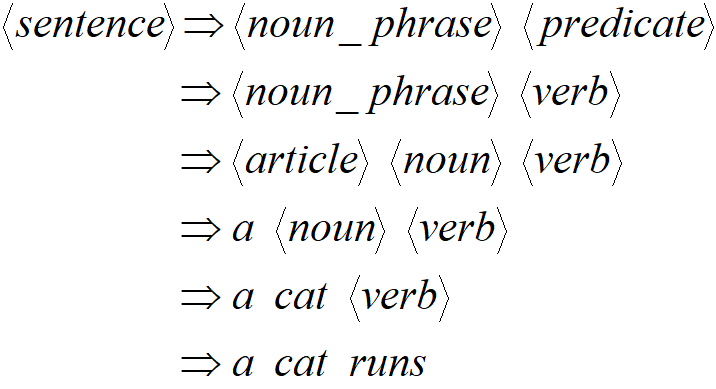 ⟨sentence⟩ ⇒ ⟨noun_phrase⟩ ⟨predicate⟩
⇒ ⟨noun_phrase⟩ ⟨verb⟩
⇒ ⟨article⟩ ⟨noun⟩ ⟨verb⟩
⇒ a ⟨noun⟩ ⟨verb⟩
⇒ a cat ⟨verb⟩
⇒ a cat runs